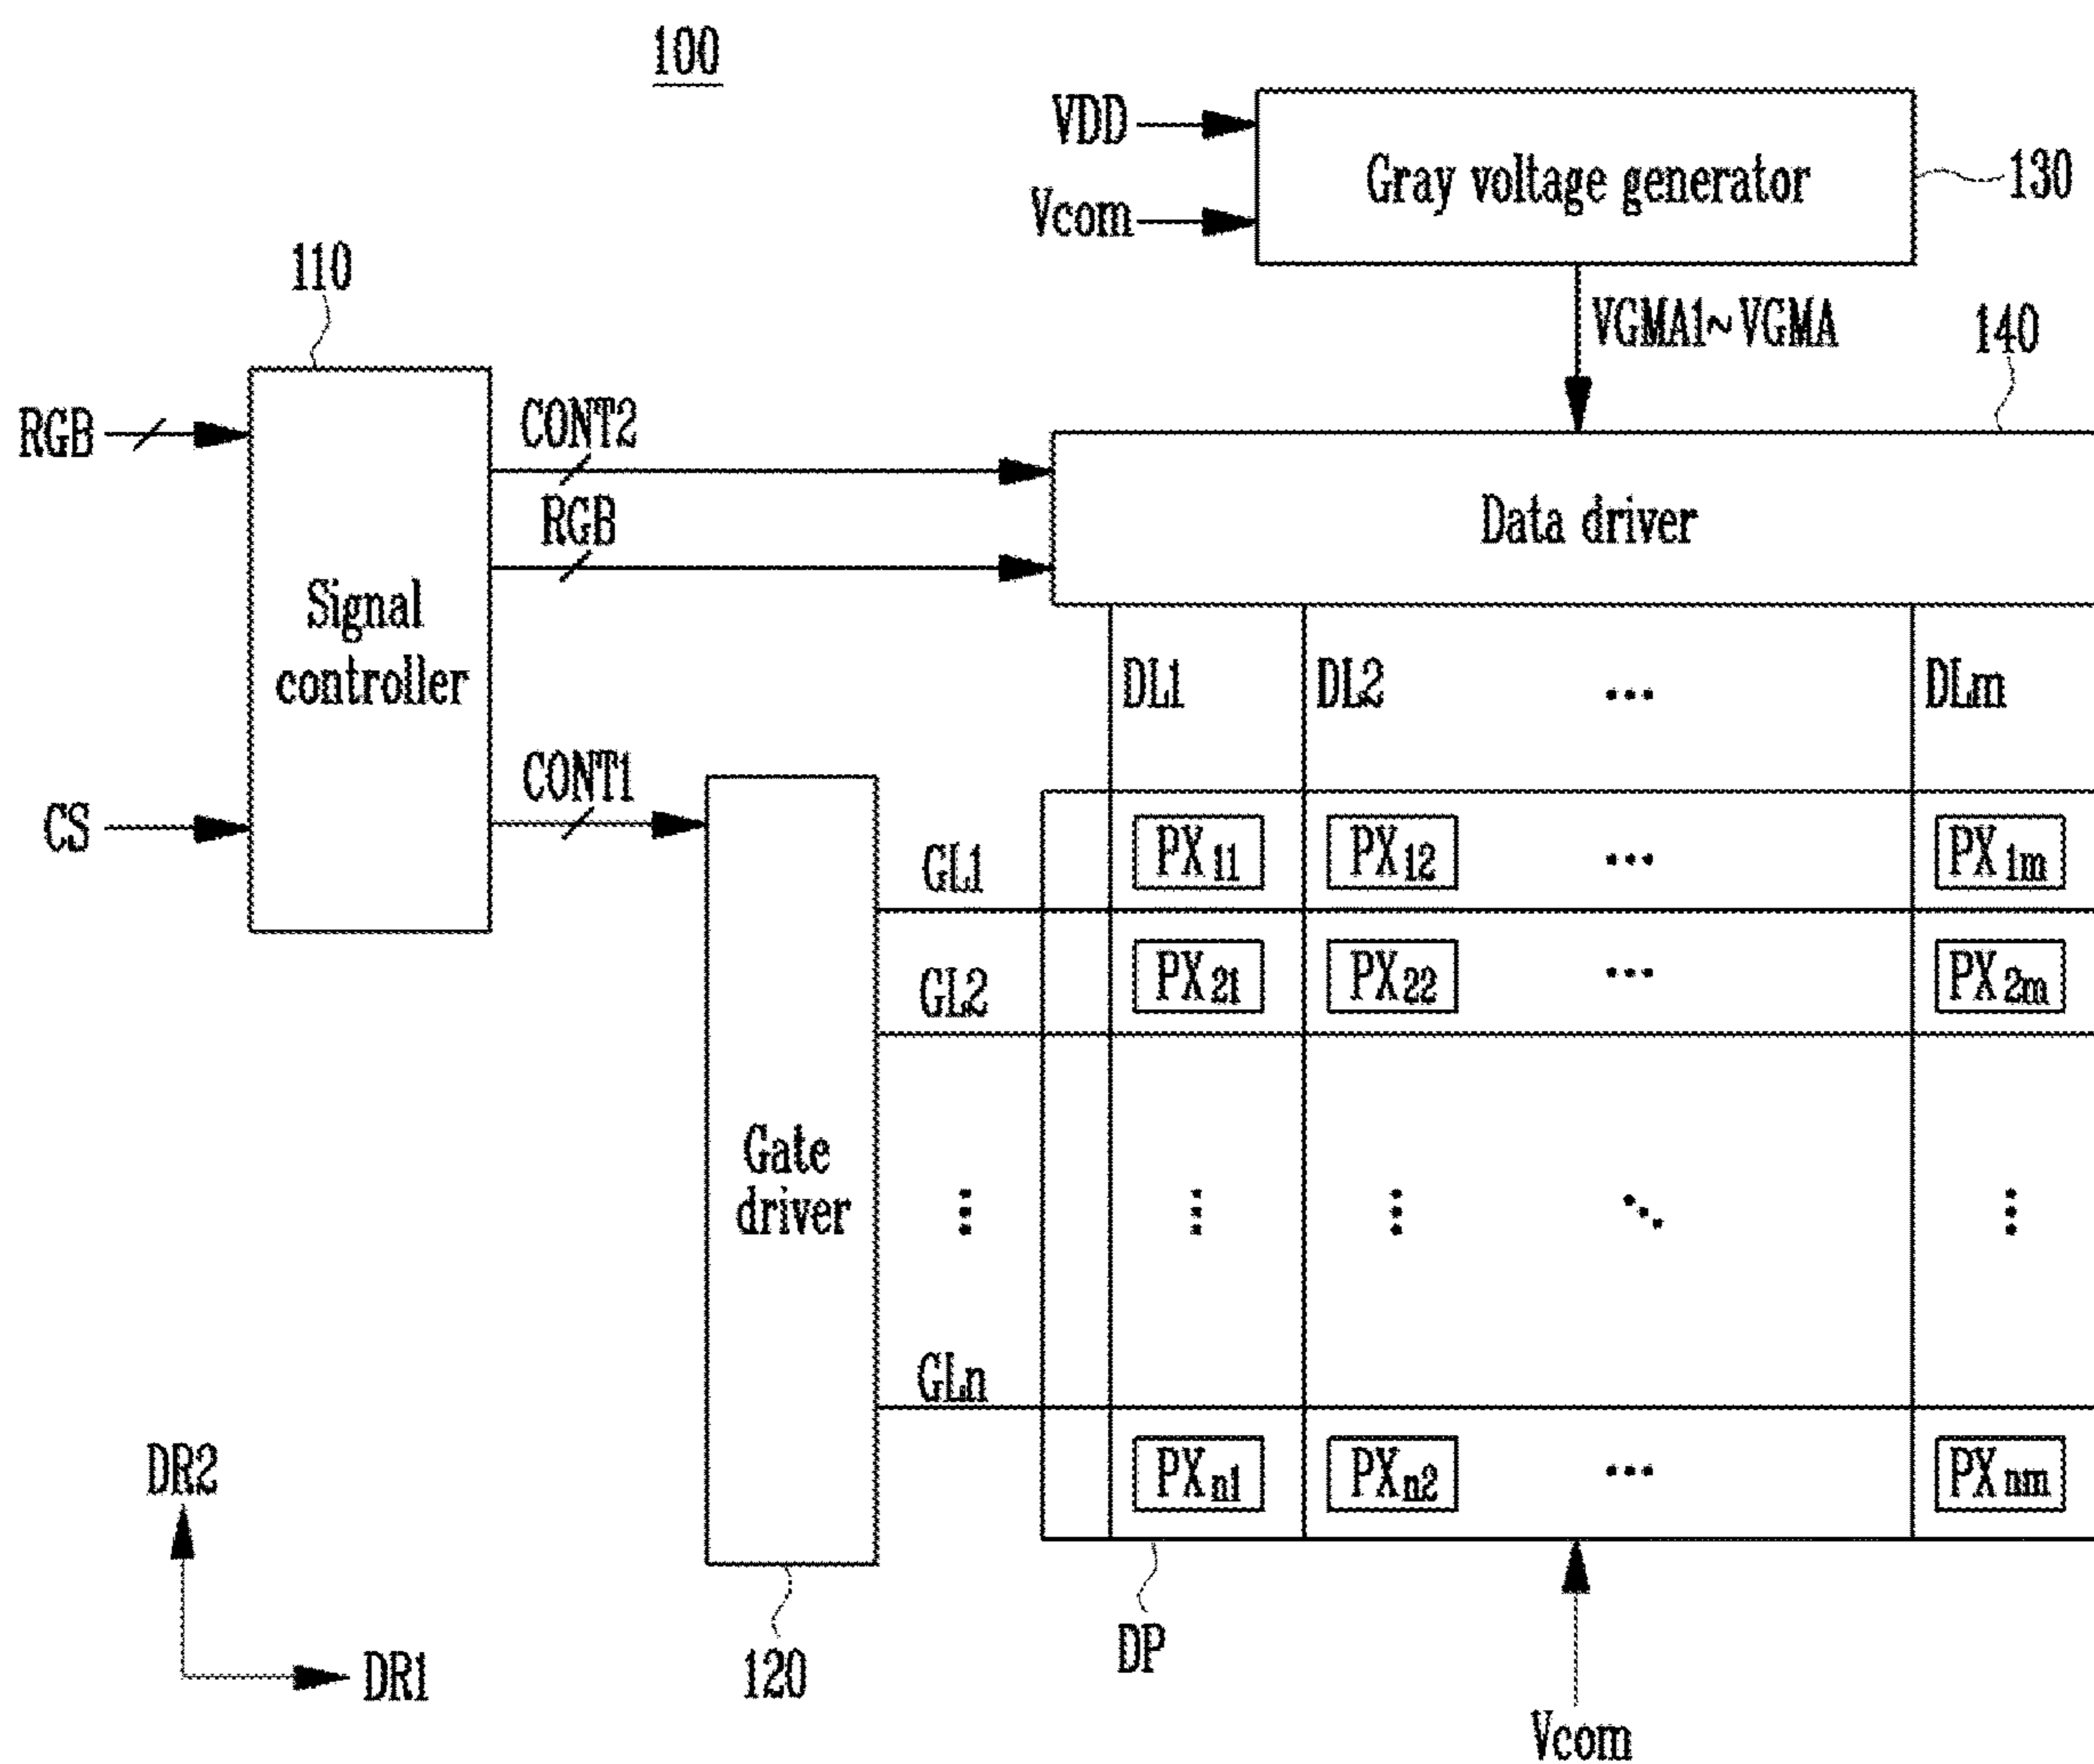 100
VDD
Vcom
Gray voltage generator
130
110
VGMA1~VGMA
140
RGB
CONT2
RGB
Data driver
Signal
controller
DL1 DL2 ... DLm
CS
CONT1
GL1
PX11 PX12 ... PX1m
GL2
PX21 PX22 ... PX2m
Gate
driver
GLn
PXn1 PXn2 ... PXnm
DR2
DR1
120
DP
Vcom